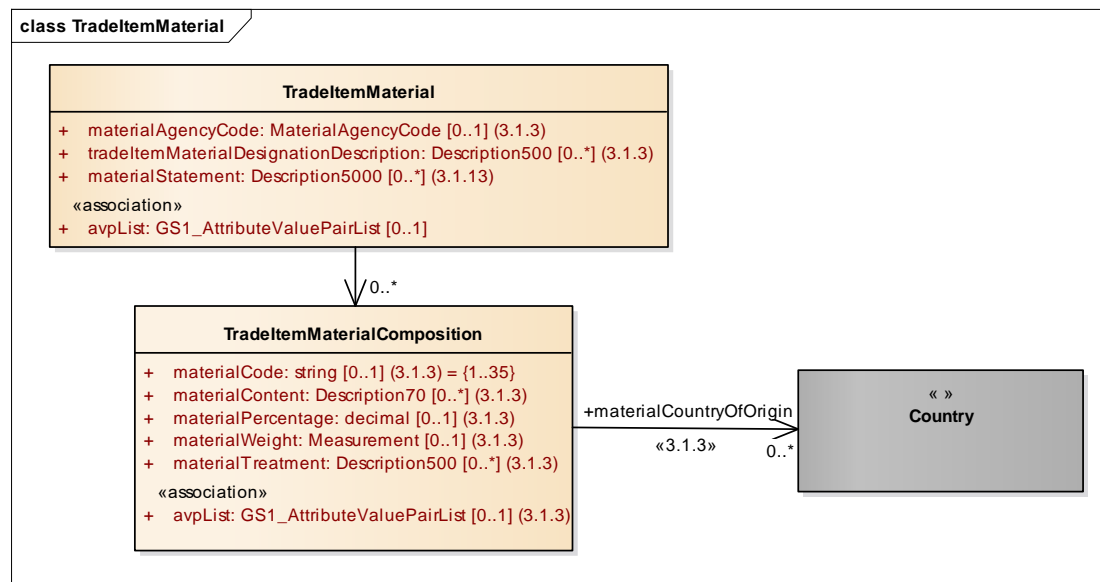 class TradeItemMaterial
TradeItemMaterial
+ materialAgencyCode: MaterialAgencyCode [0..1] (3.1.3)
+ tradeItemMaterialDesignationDescription: Description500 [0..*] (3.1.3)
+ materialStatement: Description5000 [0..*] (3.1.13)
«association»
+ avpList: GS1_AttributeValuePairList [0..1]
0..*
TradeItemMaterialComposition
+ materialCode: string [0..1] (3.1.3) = {1..35}
+ materialContent: Description70 [0..*] (3.1.3)
+ materialPercentage: decimal [0..1] (3.1.3)
+ materialWeight: Measurement [0..1] (3.1.3)
+ materialTreatment: Description500 [0..*] (3.1.3)
«association»
+ avpList: GS1_AttributeValuePairList [0..1] (3.1.3)
+materialCountryOfOrigin
«3.1.3»
0..*
« »
Country